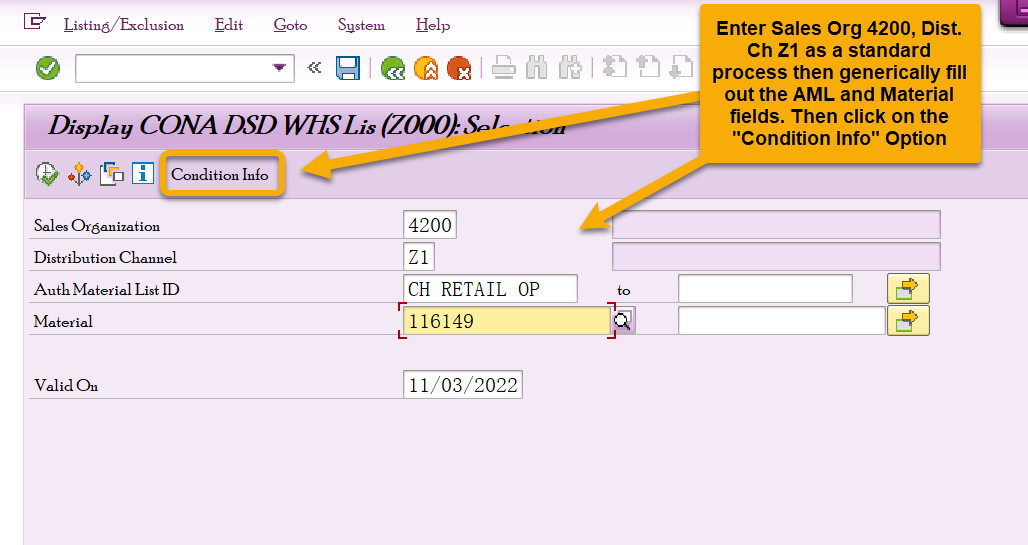 Listing/Exclusion Edit Goto System Help
Enter Sales Org 4200, Dist.
Ch Z1 as a standard
process then generically fill
out the AML and Material
fields. Then click on the
"Condition Info" Option
Display CONA DSD WHS Lis (Z000): Selection
Condition Info
Sales Organization 4200
Distribution Channel Z1
Auth Material List ID CH RETAIL OP to
Material 116149
Valid On 11/03/2022